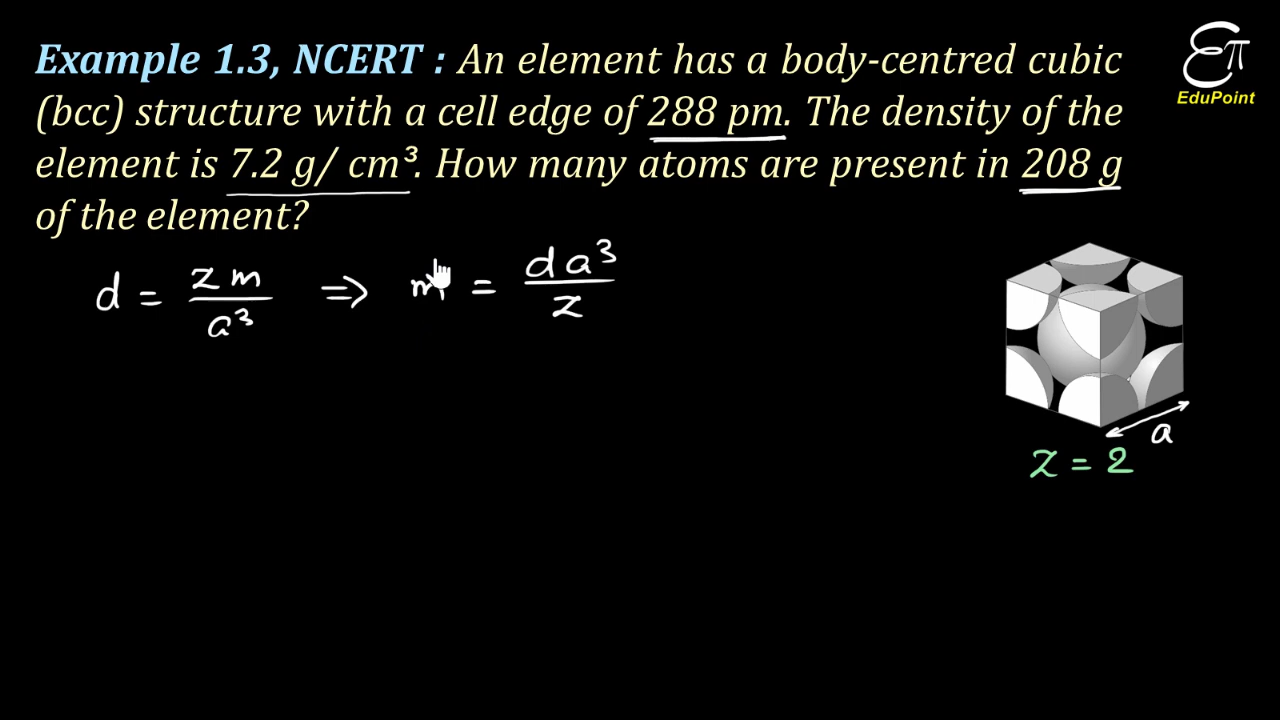 Example 1.3, NCERT : An element has a body-centred cubic
(bcc) structure with a cell edge of 288 pm. The density of the
element is 7.2 g/ cm³. How many atoms are present in 208 g
of the element?
επ
EduPoint
d = z m / a³ ⇒ m = d a³ / z
a
z = 2